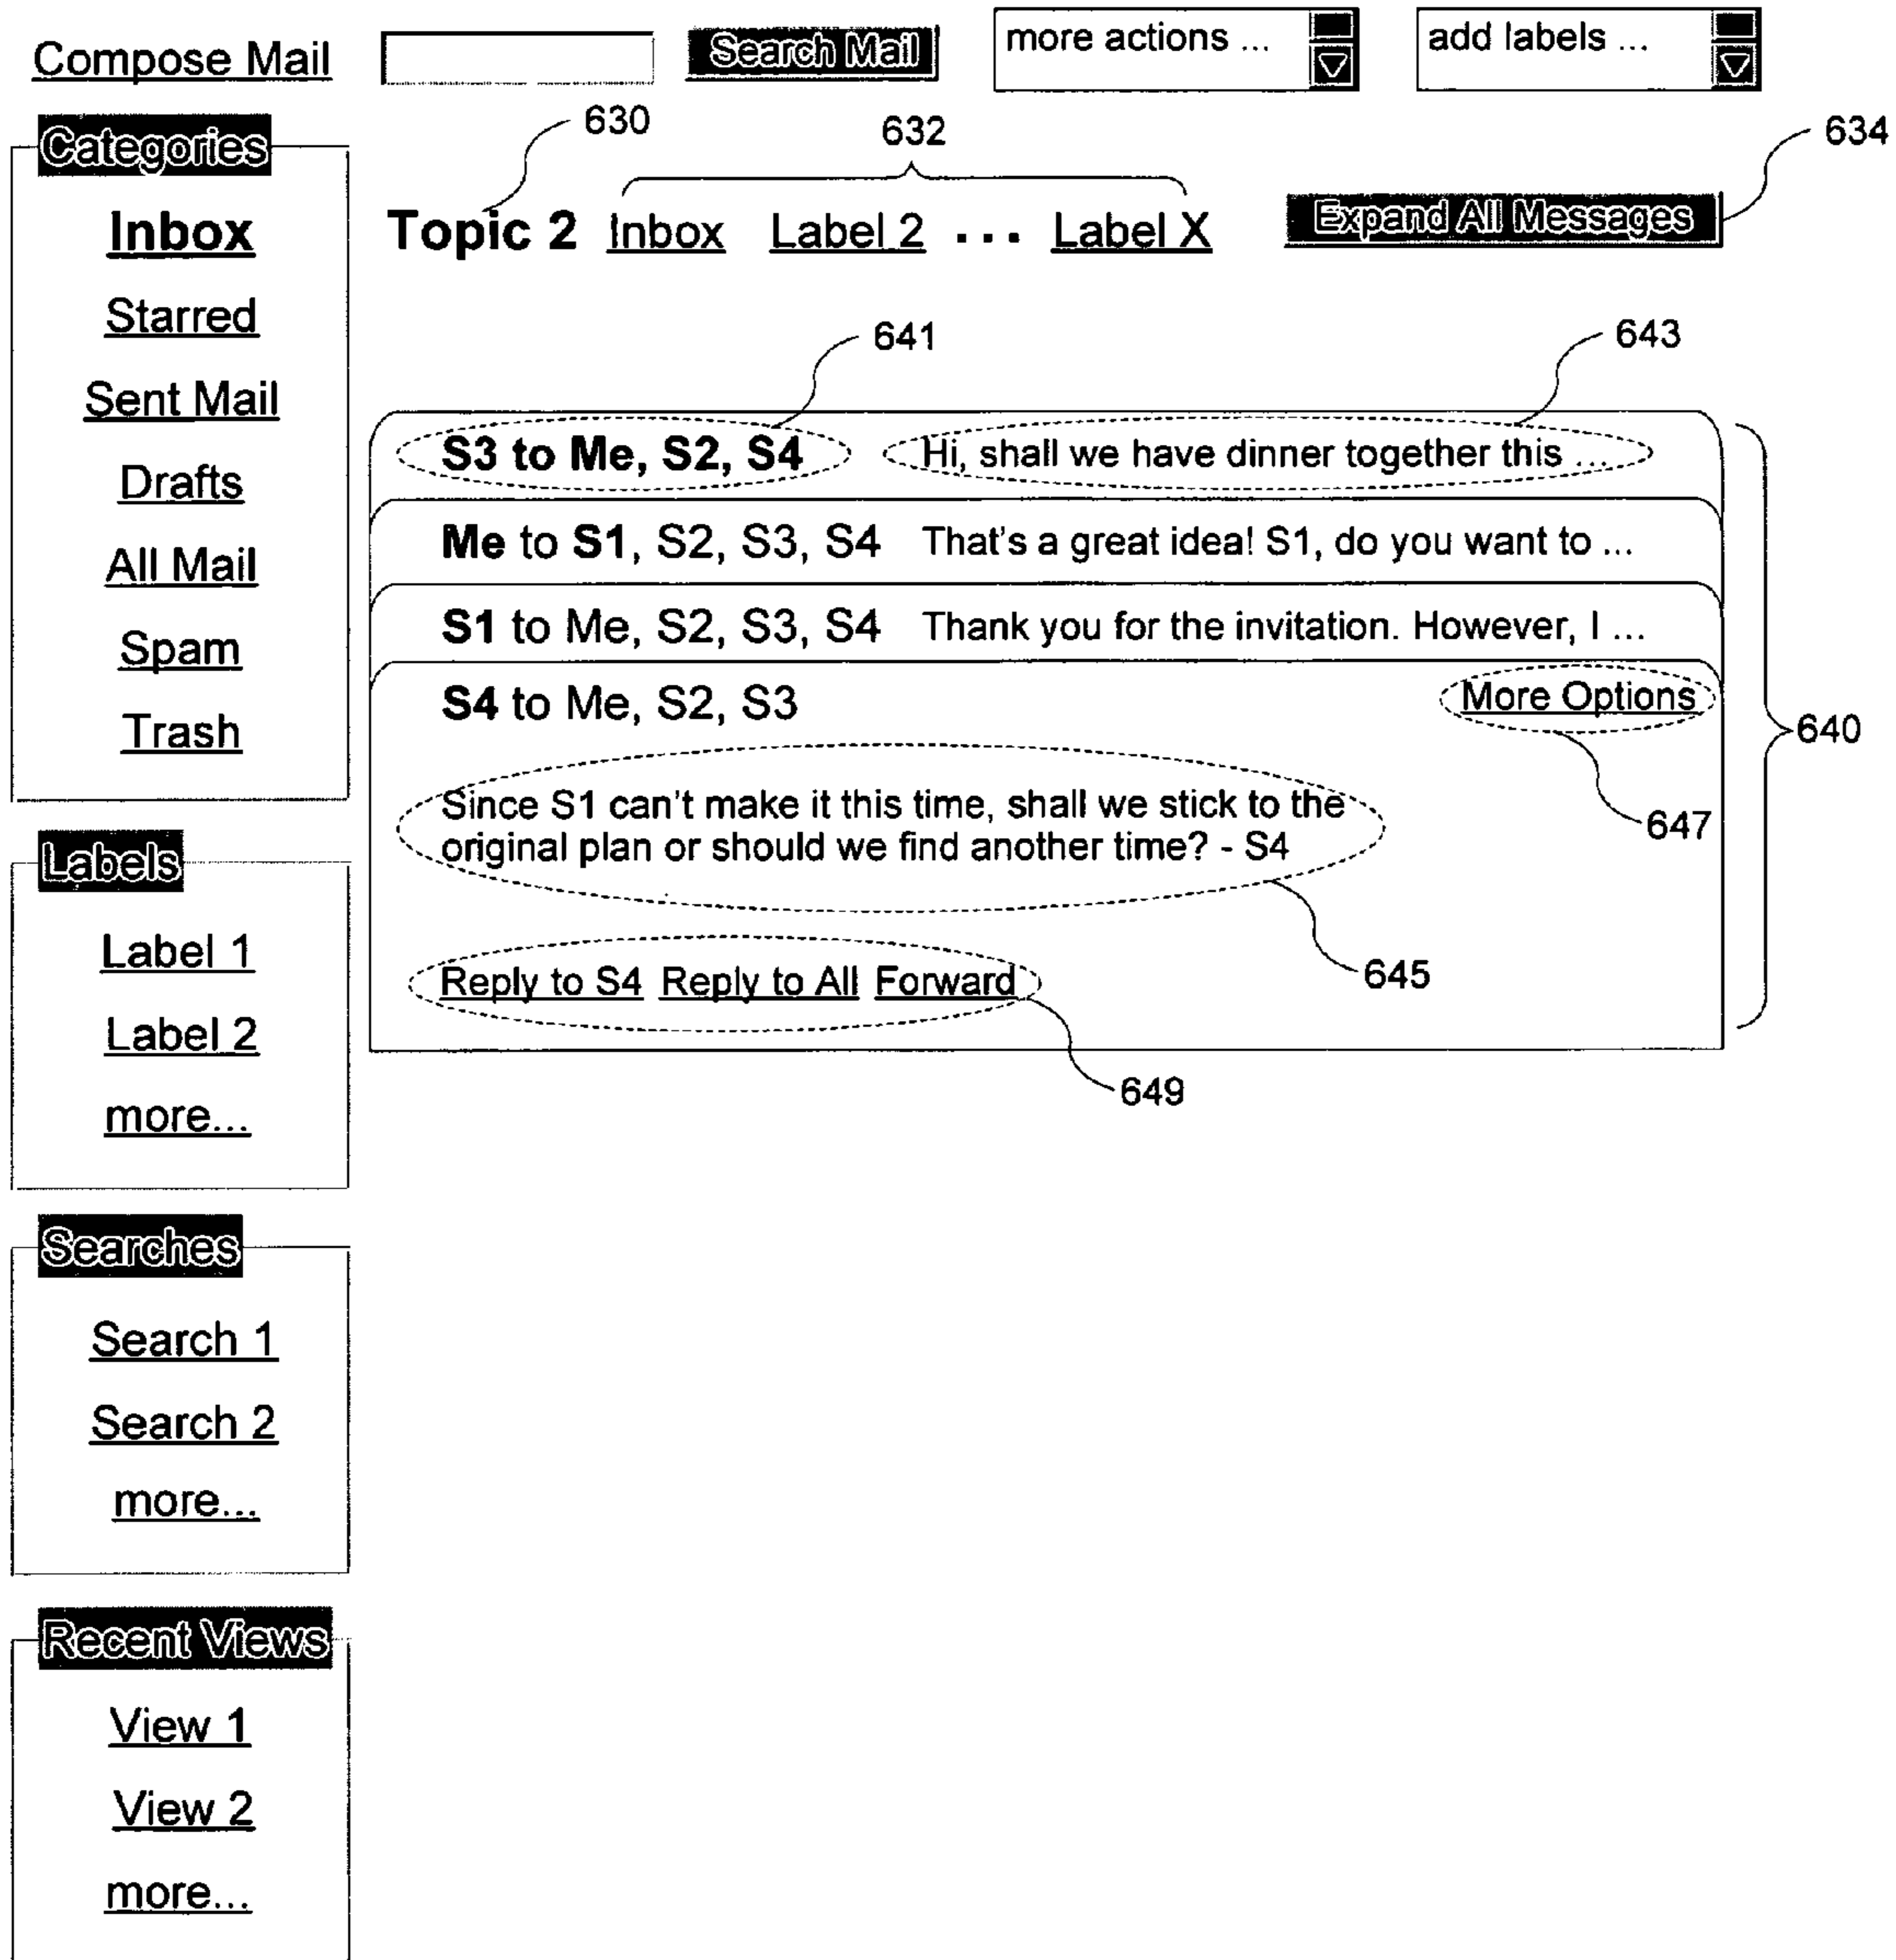 Compose Mail Search Mail more actions ... add labels ...
630 632 634
Categories
Inbox
Starred
Sent Mail
Drafts
All Mail
Spam
Trash
Labels
Label 1
Label 2
more...
Searches
Search 1
Search 2
more...
Recent Views
View 1
View 2
more...
Topic 2 Inbox Label 2 ... Label X Expand All Messages
641 643
S3 to Me, S2, S4 Hi, shall we have dinner together this ...
Me to S1, S2, S3, S4 That's a great idea! S1, do you want to ...
S1 to Me, S2, S3, S4 Thank you for the invitation. However, I ...
S4 to Me, S2, S3 More Options
640
647
Since S1 can't make it this time, shall we stick to the
original plan or should we find another time? - S4
645
Reply to S4 Reply to All Forward
649